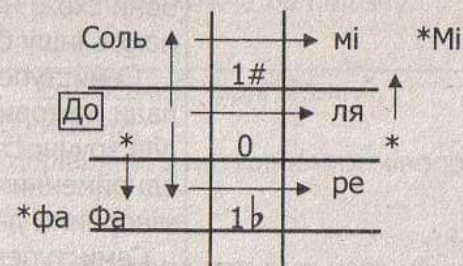 Соль мі *Мі
1#
До ля
* 0 *
ре
*фа Фа 1♭